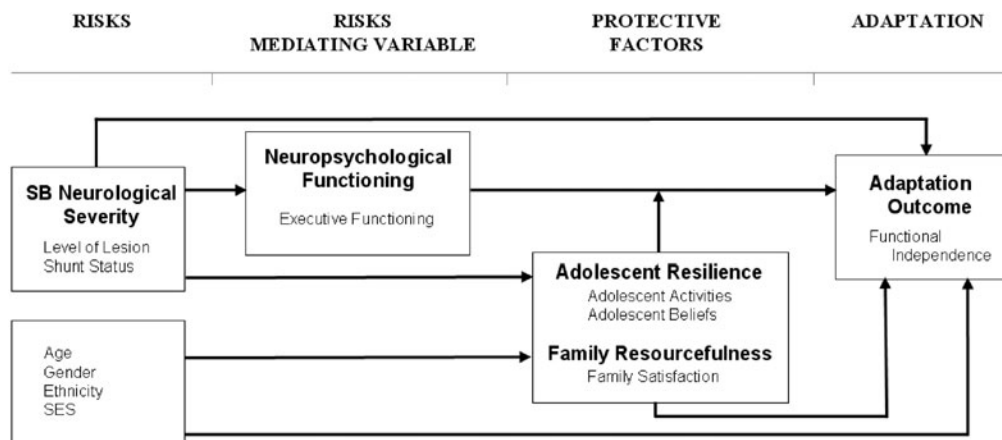 RISKS
RISKS
MEDIATING VARIABLE
PROTECTIVE
FACTORS
ADAPTATION
SB Neurological
Severity
Level of Lesion
Shunt Status
Neuropsychological
Functioning
Executive Functioning
Adaptation
Outcome
Functional
Independence
Adolescent Resilience
Adolescent Activities
Adolescent Beliefs
Family Resourcefulness
Family Satisfaction
Age
Gender
Ethnicity
SES